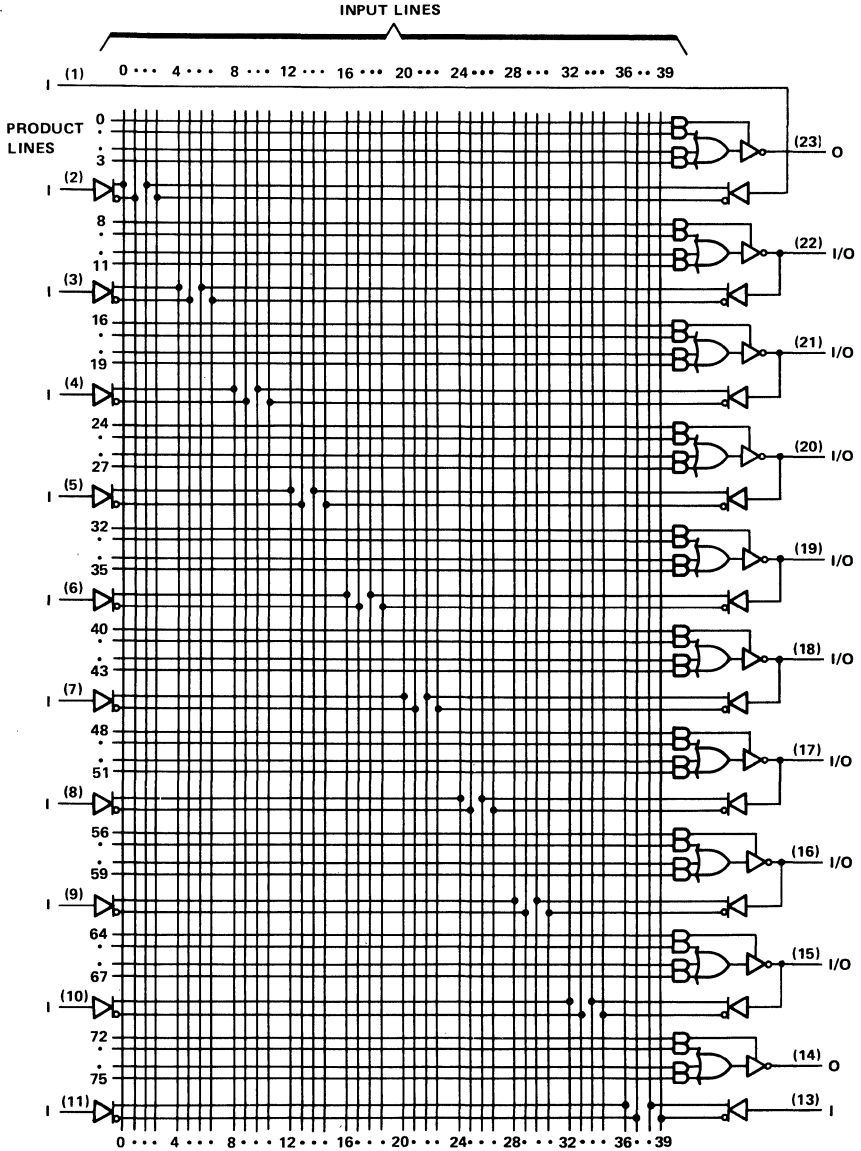 INPUT LINES
0 ••• 4 ••• 8 ••• 12 ••• 16 ••• 20 ••• 24 ••• 28 ••• 32 ••• 36 •• 39
I (1)
PRODUCT LINES
0
•
•
3
(23) O
I (2)
8
•
•
11
(22) I/O
I (3)
16
•
•
19
(21) I/O
I (4)
24
•
•
27
(20) I/O
I (5)
32
•
•
35
(19) I/O
I (6)
40
•
•
43
(18) I/O
I (7)
48
•
•
51
(17) I/O
I (8)
56
•
•
59
(16) I/O
I (9)
64
•
•
67
(15) I/O
I (10)
72
•
•
75
(14) O
I (11)
(13) I
0 ••• 4 ••• 8 ••• 12 ••• 16 ••• 20 ••• 24 ••• 28 ••• 32 ••• 36 •• 39